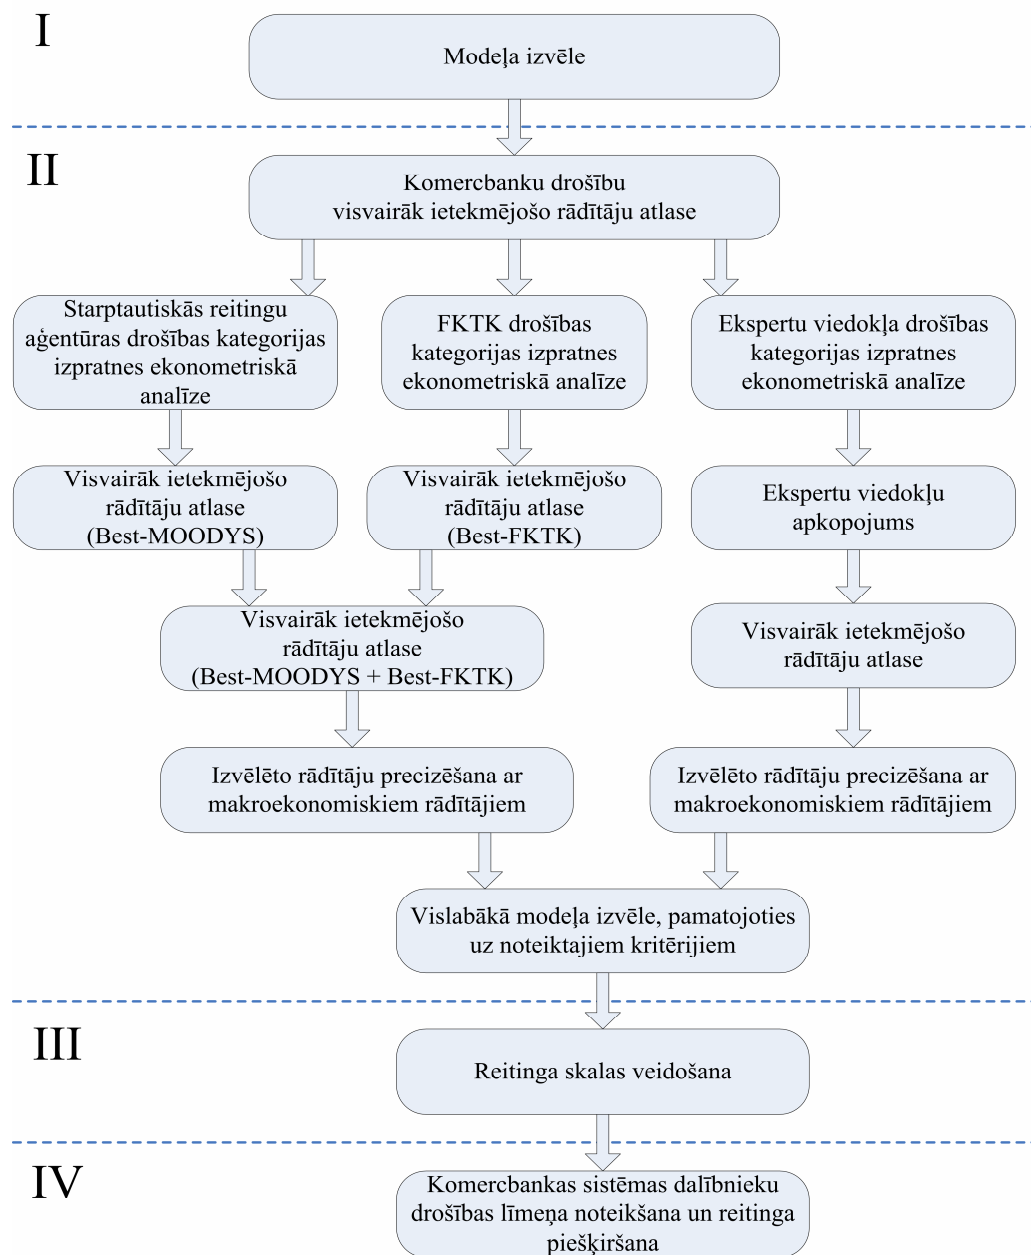 I
Modeļa izvēle
II
Komercbanku drošību
visvairāk ietekmējošo rādītāju atlase
Starptautiskās reitingu
aģentūras drošības kategorijas
izpratnes ekonometriskā
analīze
FKTK drošības
kategorijas izpratnes
ekonometriskā analīze
Ekspertu viedokļa drošības
kategorijas izpratnes
ekonometriskā analīze
Visvairāk ietekmējošo
rādītāju atlase
(Best-MOODYS)
Visvairāk ietekmējošo
rādītāju atlase
(Best-FKTK)
Ekspertu viedokļu
apkopojums
Visvairāk ietekmējošo
rādītāju atlase
(Best-MOODYS + Best-FKTK)
Visvairāk ietekmējošo
rādītāju atlase
Izvēlēto rādītāju precizēšana ar
makroekonomiskiem rādītājiem
Izvēlēto rādītāju precizēšana ar
makroekonomiskiem rādītājiem
Vislabākā modeļa izvēle, pamatojoties
uz noteiktajiem kritērijiem
III
Reitinga skalas veidošana
IV
Komercbankas sistēmas dalībnieku
drošības līmeņa noteikšana un reitinga
piešķiršana